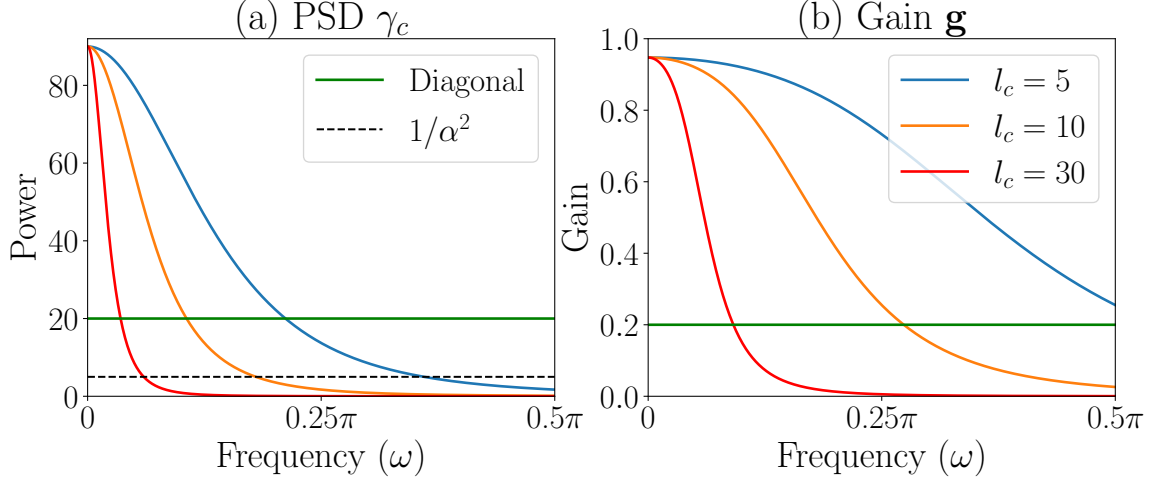 (a) PSD γ_c
Power
80
60
40
20
0
0
0.25π
0.5π
Frequency (ω)
Diagonal
1/α²
(b) Gain g
Gain
1.0
0.8
0.6
0.4
0.2
0.0
0
0.25π
0.5π
Frequency (ω)
l_c = 5
l_c = 10
l_c = 30